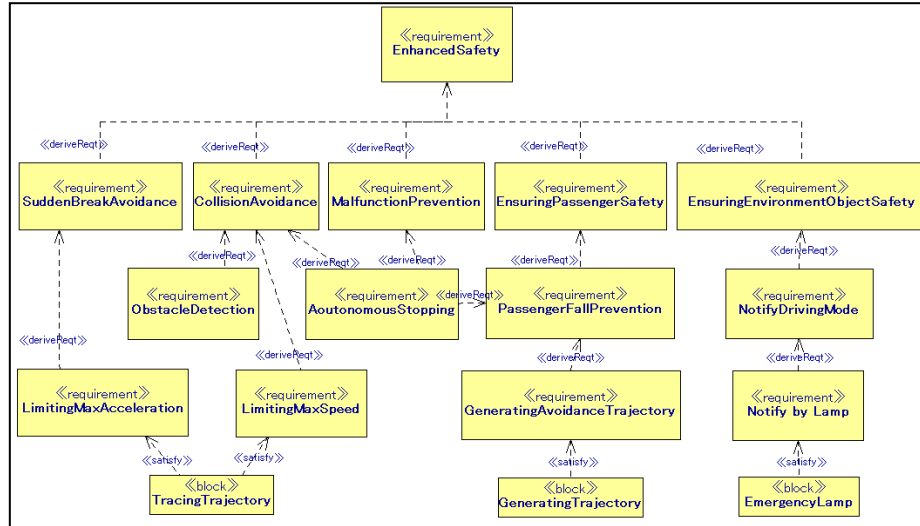 ≪requirement≫
EnhancedSafety
≪deriveReqt≫ ≪deriveReqt≫ ≪deriveReqt≫ ≪deriveReqt≫ ≪deriveReqt≫
≪requirement≫ ≪requirement≫ ≪requirement≫ ≪requirement≫ ≪requirement≫
SuddenBreakAvoidance CollisionAvoidance MalfunctionPrevention EnsuringPassengerSafety EnsuringEnvironmentObjectSafety
≪deriveReqt≫ ≪deriveReqt≫ ≪deriveReqt≫ ≪deriveReqt≫ ≪deriveReqt≫
≪requirement≫ ≪requirement≫ ≪deriveReqt≫ ≪requirement≫ ≪requirement≫
ObstacleDetection AoutonomousStopping PassengerFallPrevention NotifyDrivingMode
≪deriveReqt≫ ≪deriveReqt≫ ≪deriveReqt≫ ≪deriveReqt≫
≪requirement≫ ≪requirement≫ ≪requirement≫ ≪requirement≫
LimitingMaxAcceleration LimitingMaxSpeed GeneratingAvoidanceTrajectory Notify by Lamp
≪satisfy≫ ≪satisfy≫ ≪satisfy≫ ≪satisfy≫
≪block≫ ≪block≫ ≪block≫
TracingTrajectory GeneratingTrajectory EmergencyLamp